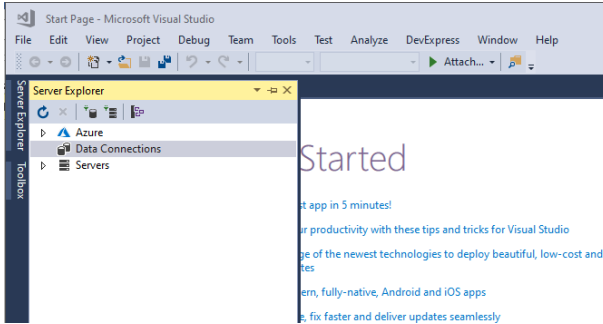 Start Page - Microsoft Visual Studio
File Edit View Project Debug Team Tools Test Analyze DevExpress Window Help
Attach...
Server Explorer
Toolbox
Server Explorer
Azure
Data Connections
Servers
Started
st app in 5 minutes!
ur productivity with these tips and tricks for Visual Studio
ge of the newest technologies to deploy beautiful, low-cost and
tes
ern, fully-native, Android and iOS apps
e, fix faster and deliver updates seamlessly